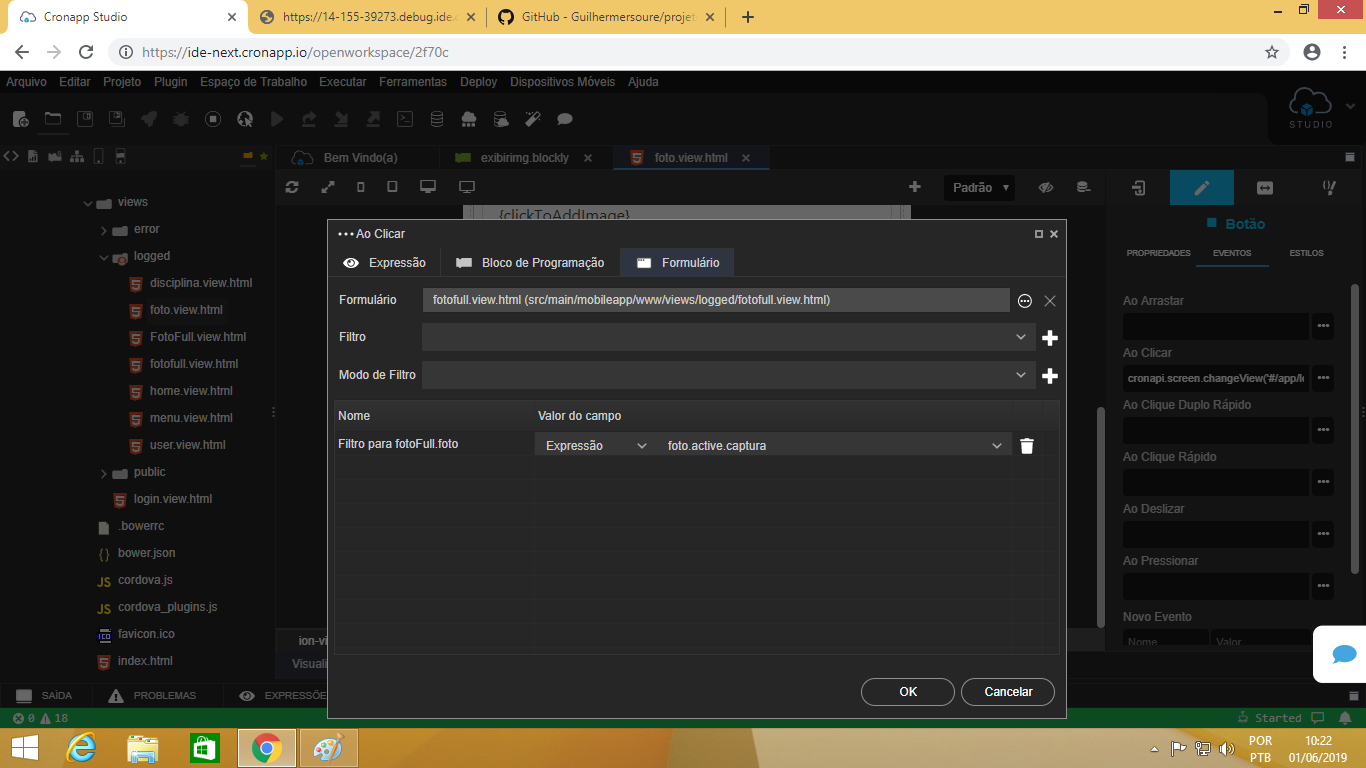 Cronapp Studio
https://14-155-39273.debug.ide.
GitHub - Guilhermersoure/projet
https://ide-next.cronapp.io/openworkspace/2f70c
Arquivo Editar Projeto Plugin Espaço de Trabalho Executar Ferramentas Deploy Dispositivos Móveis Ajuda
STUDIO
Bem Vindo(a)
exibirimg.blockly
foto.view.html
Padrão
{clickToAddImage}
views
error
logged
disciplina.view.html
foto.view.html
FotoFull.view.html
fotofull.view.html
home.view.html
menu.view.html
user.view.html
public
login.view.html
.bowerrc
bower.json
cordova.js
cordova_plugins.js
favicon.ico
index.html
Ao Clicar
Expressão Bloco de Programação Formulário
Formulário fotofull.view.html (src/main/mobileapp/www/views/logged/fotofull.view.html)
Filtro
Modo de Filtro
Nome Valor do campo
Filtro para fotoFull.foto Expressão foto.active.captura
OK Cancelar
ion-vi
Visuali
Botão
PROPRIEDADES EVENTOS ESTILOS
Ao Arrastar
Ao Clicar
cronapi.screen.changeView('#/app/lo
Ao Clique Duplo Rápido
Ao Clique Rápido
Ao Deslizar
Ao Pressionar
Novo Evento
Nome Valor
SAÍDA PROBLEMAS EXPRESSÕE
0 18
Started
POR
PTB
10:22
01/06/2019